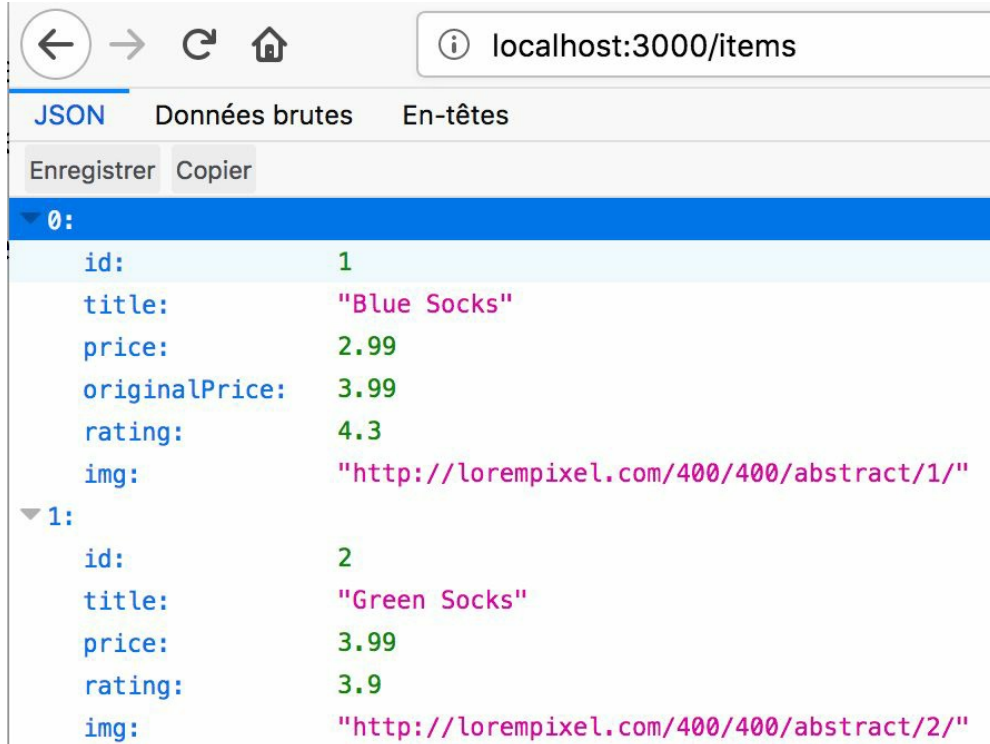 localhost:3000/items
JSON Données brutes En-têtes
Enregistrer Copier
0:
id: 1
title: "Blue Socks"
price: 2.99
originalPrice: 3.99
rating: 4.3
img: "http://lorempixel.com/400/400/abstract/1/"
1:
id: 2
title: "Green Socks"
price: 3.99
rating: 3.9
img: "http://lorempixel.com/400/400/abstract/2/"